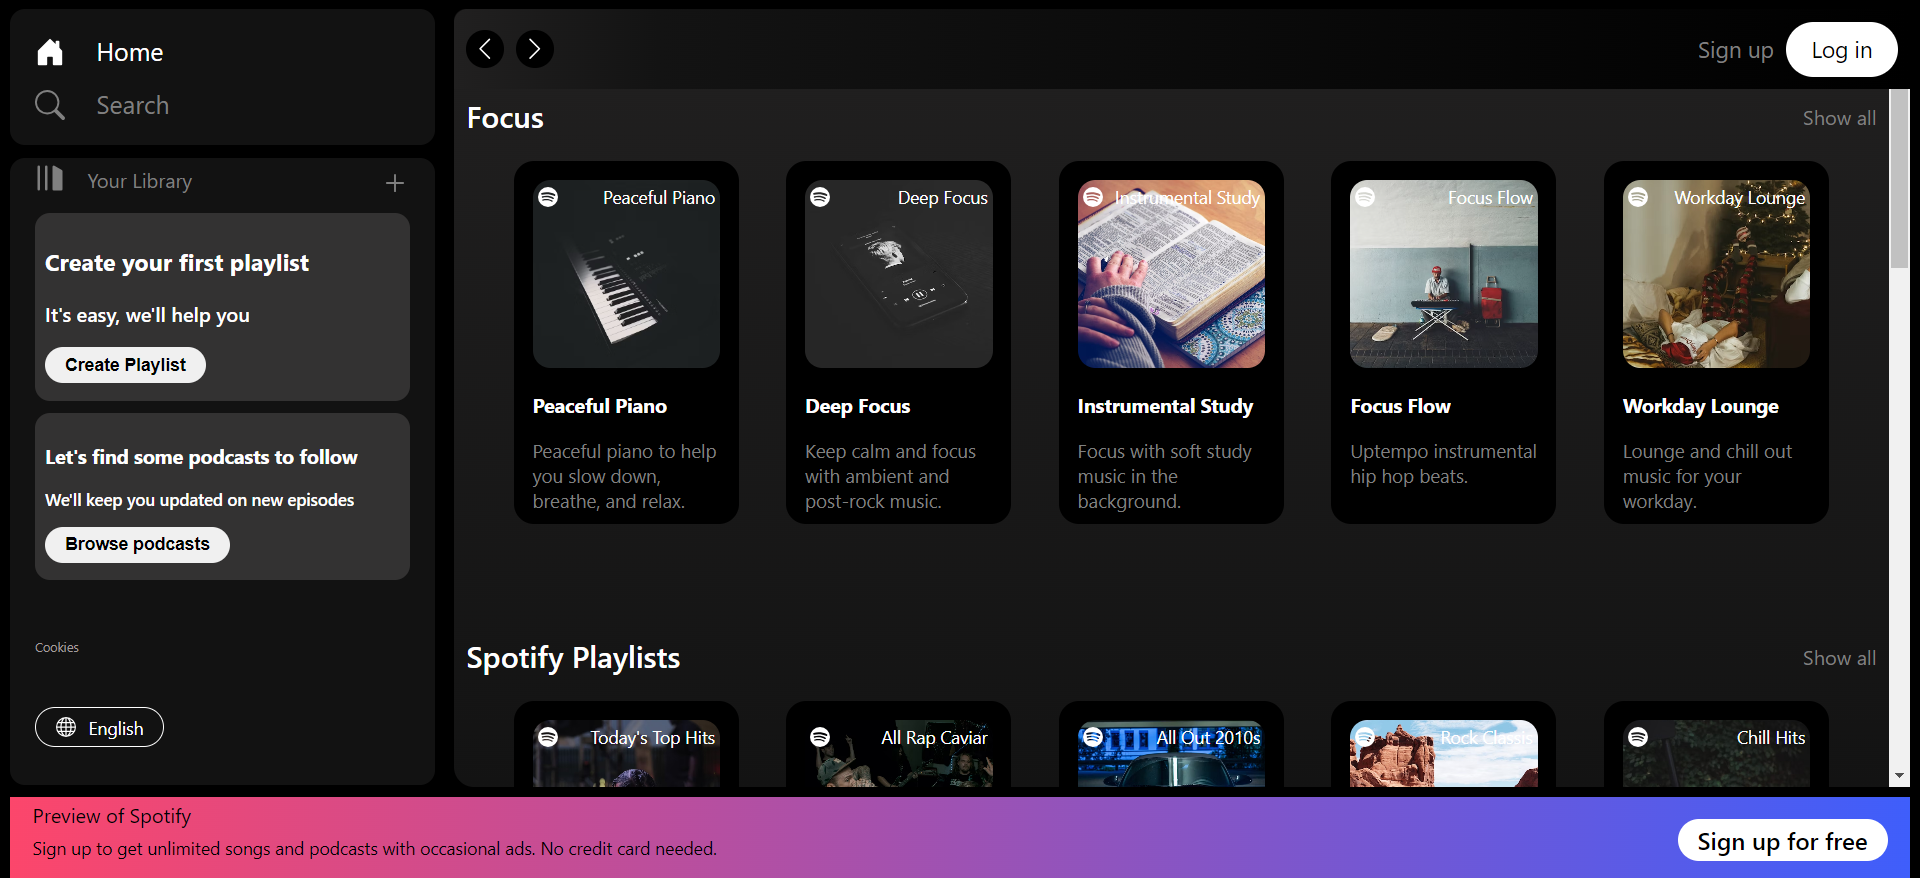 Home
Search
Your Library
Create your first playlist
It's easy, we'll help you
Create Playlist
Let's find some podcasts to follow
We'll keep you updated on new episodes
Browse podcasts
Cookies
English
Sign up
Log in
Focus
Show all
Peaceful Piano
Peaceful Piano
Peaceful piano to help
you slow down,
breathe, and relax.
Deep Focus
Deep Focus
Keep calm and focus
with ambient and
post-rock music.
Instrumental Study
Instrumental Study
Focus with soft study
music in the
background.
Focus Flow
Focus Flow
Uptempo instrumental
hip hop beats.
Workday Lounge
Workday Lounge
Lounge and chill out
music for your
workday.
Spotify Playlists
Show all
Today's Top Hits
All Rap Caviar
All Out 2010s
Rock Classis
Chill Hits
Preview of Spotify
Sign up to get unlimited songs and podcasts with occasional ads. No credit card needed.
Sign up for free